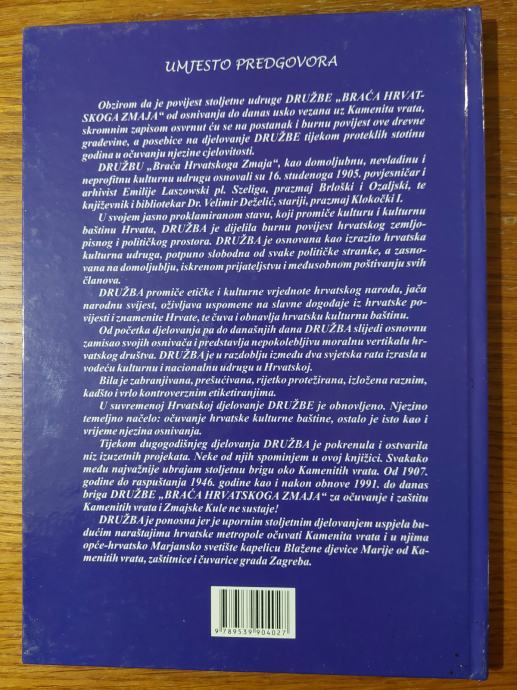 UMJESTO PREDGOVORA
Obzirom da je povijest stoljetne udruge DRUŽBE „BRAĆA HRVAT-
SKOGA ZMAJA” od osnivanja do danas usko vezana uz Kamenita vrata,
skromnim zapisom osvrnut ću se na postanak i burnu povijest ove drevne
građevine, a posebice na djelovanje DRUŽBE tijekom proteklih stotinu
godina u očuvanju njezine cjelovitosti.
DRUŽBU „Braća Hrvatskoga Zmaja”, kao domoljubnu, nevladinu i
neprofitnu kulturnu udrugu osnovali su 16. studenoga 1905. povjesničar i
arhivist Emilije Laszowski pl. Szeliga, prazmaj Brloški i Ozaljski, te
književnik i bibliotekar Dr. Velimir Deželić, stariji, prazmaj Klokočki I.
U svojem jasno proklamiranom stavu, koji promiče kulturu i kulturnu
baštinu Hrvata, DRUŽBA je dijelila burnu povijest hrvatskog zemljo-
pisnog i političkog prostora. DRUŽBA je osnovana kao izrazito hrvatska
kulturna udruga, potpuno slobodna od svake političke stranke, a zasno-
vana na domoljublju, iskrenom prijateljstvu i međusobnom poštivanju svih
članova.
DRUŽBA promiče etičke i kulturne vrjednote hrvatskog naroda, jača
narodnu svijest, oživljava uspomene na slavne događaje iz hrvatske po-
vijesti i znamenite Hrvate, te čuva i obnavlja hrvatsku kulturnu baštinu.
Od početka djelovanja pa do današnjih dana DRUŽBA slijedi osnovnu
zamisao svojih osnivača i predstavlja nepokolebljivu moralnu vertikalu hr-
vatskog društva. DRUŽBA je u razdoblju između dva svjetska rata izrasla u
vodeću kulturnu i nacionalnu udrugu u Hrvatskoj.
Bila je zabranjivana, prešućivana, rijetko protežirana, izložena raznim,
kadšto i vrlo kontroverznim etiketiranjima.
U suvremenoj Hrvatskoj djelovanje DRUŽBE je obnovljeno. Njezino
temeljno načelo: očuvanje hrvatske kulturne baštine, ostalo je isto kao i
vrijeme njezina osnivanja.
Tijekom dugogodišnjeg djelovanja DRUŽBA je pokrenula i ostvarila
niz izuzetnih projekata. Neke od njih spominjem u ovoj knjižici. Svakako
među najvažnije ubrajam stoljetnu brigu oko Kamenitih vrata. Od 1907.
godine do raspuštanja 1946. godine kao i nakon obnove 1991. do danas
briga DRUŽBE „BRAĆA HRVATSKOGA ZMAJA” za očuvanje i zaštitu
Kamenitih vrata i Zmajske Kule ne sustaje!
DRUŽBA je ponosna jer je upornim stoljetnim djelovanjem uspjela bu-
dućim naraštajima hrvatske metropole očuvati Kamenita vrata i u njima
opće-hrvatsko Marjansko svetište kapelicu Blažene djevice Marije od Ka-
menitih vrata, zaštitnice i čuvarice grada Zagreba.
9 789539 904027